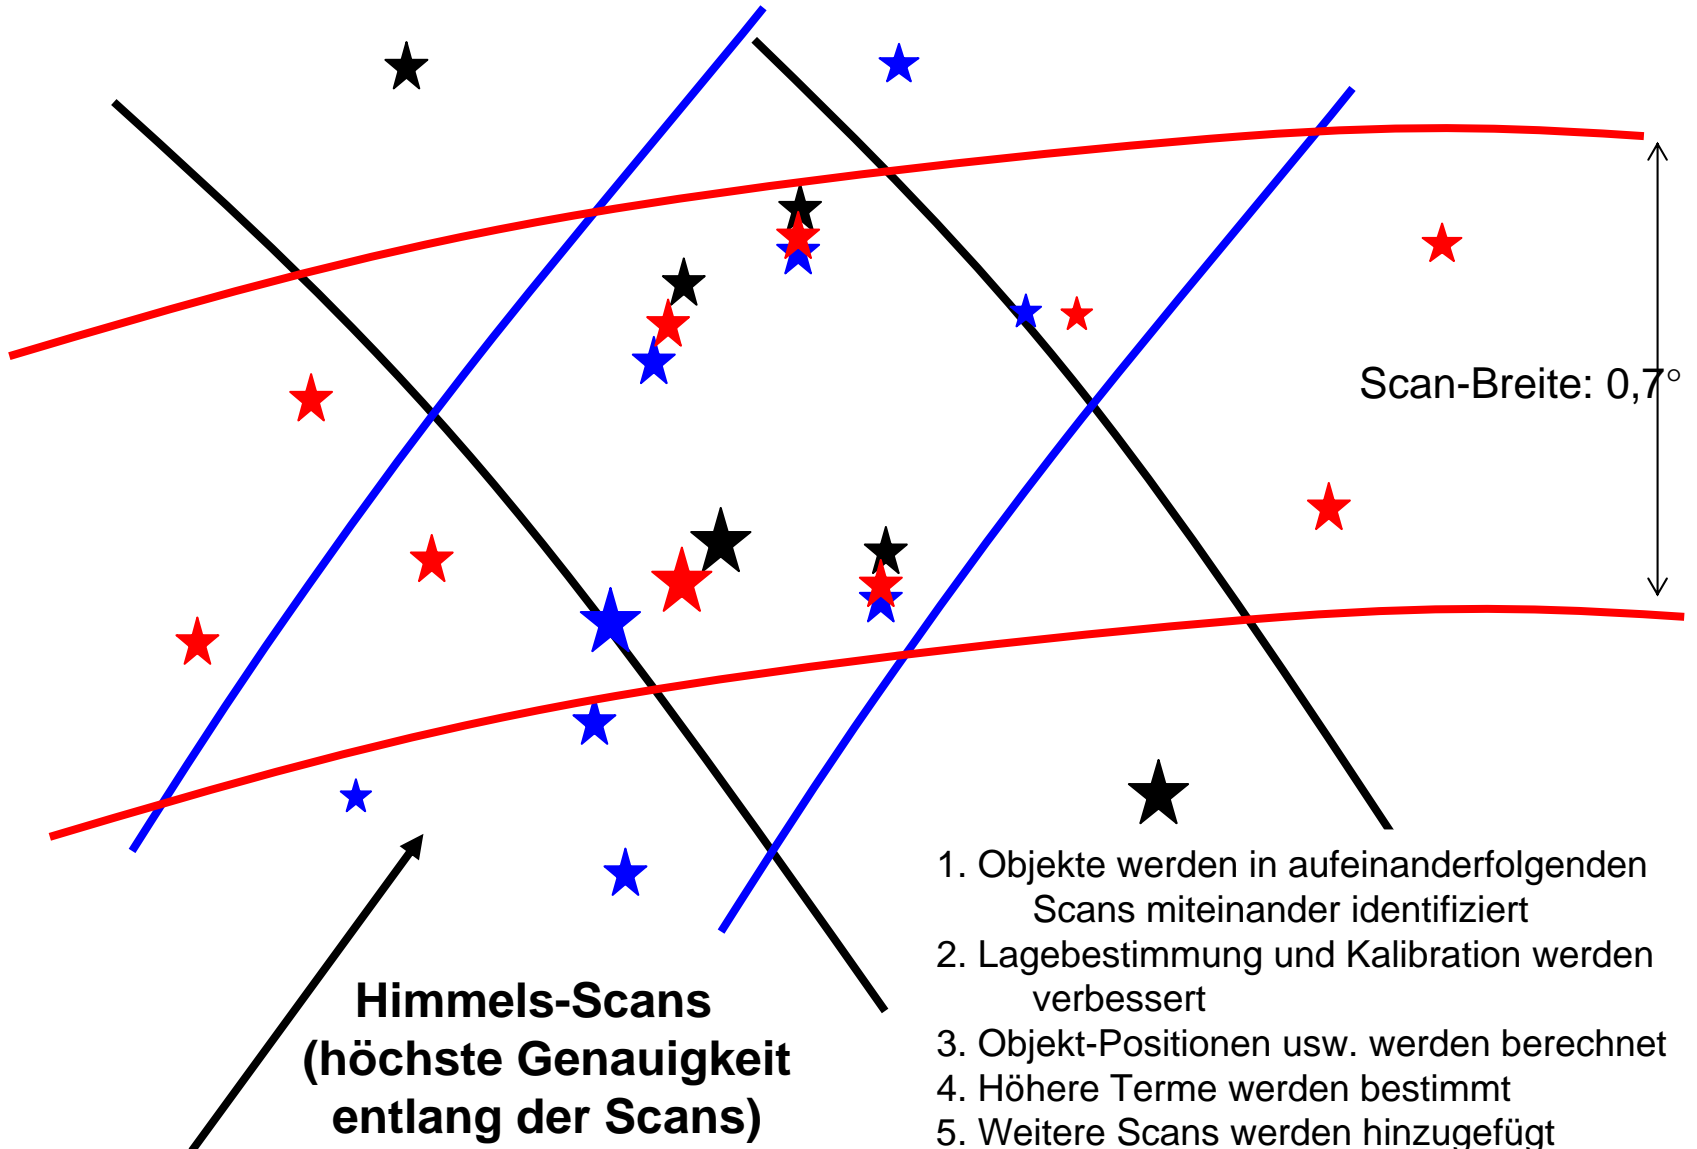 Scan-Breite: 0,7°
Himmels-Scans
(höchste Genauigkeit
entlang der Scans)
1. Objekte werden in aufeinanderfolgenden
Scans miteinander identifiziert
2. Lagebestimmung und Kalibration werden
verbessert
3. Objekt-Positionen usw. werden berechnet
4. Höhere Terme werden bestimmt
5. Weitere Scans werden hinzugefügt